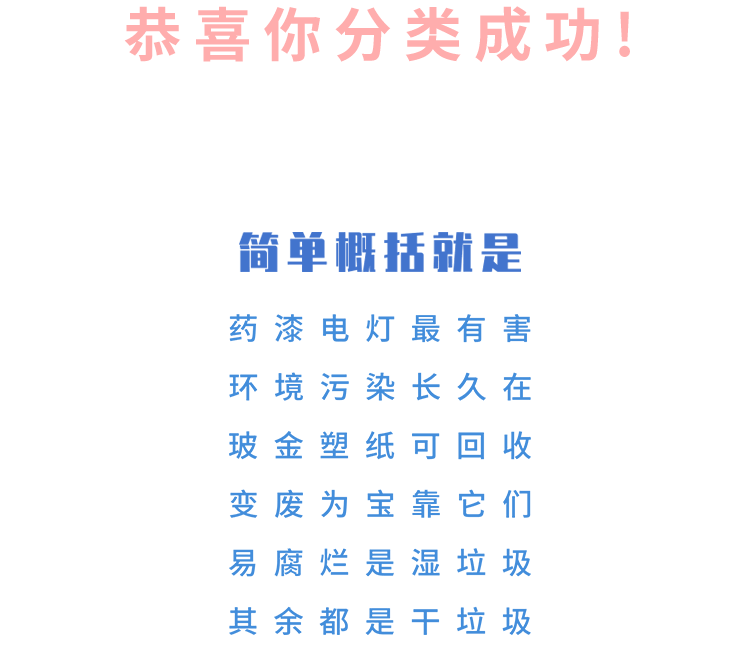 恭喜你分类成功!
简单概括就是
药漆电灯最有害
环境污染长久在
玻金塑纸可回收
变废为宝靠它们
易腐烂是湿垃圾
其余都是干垃圾